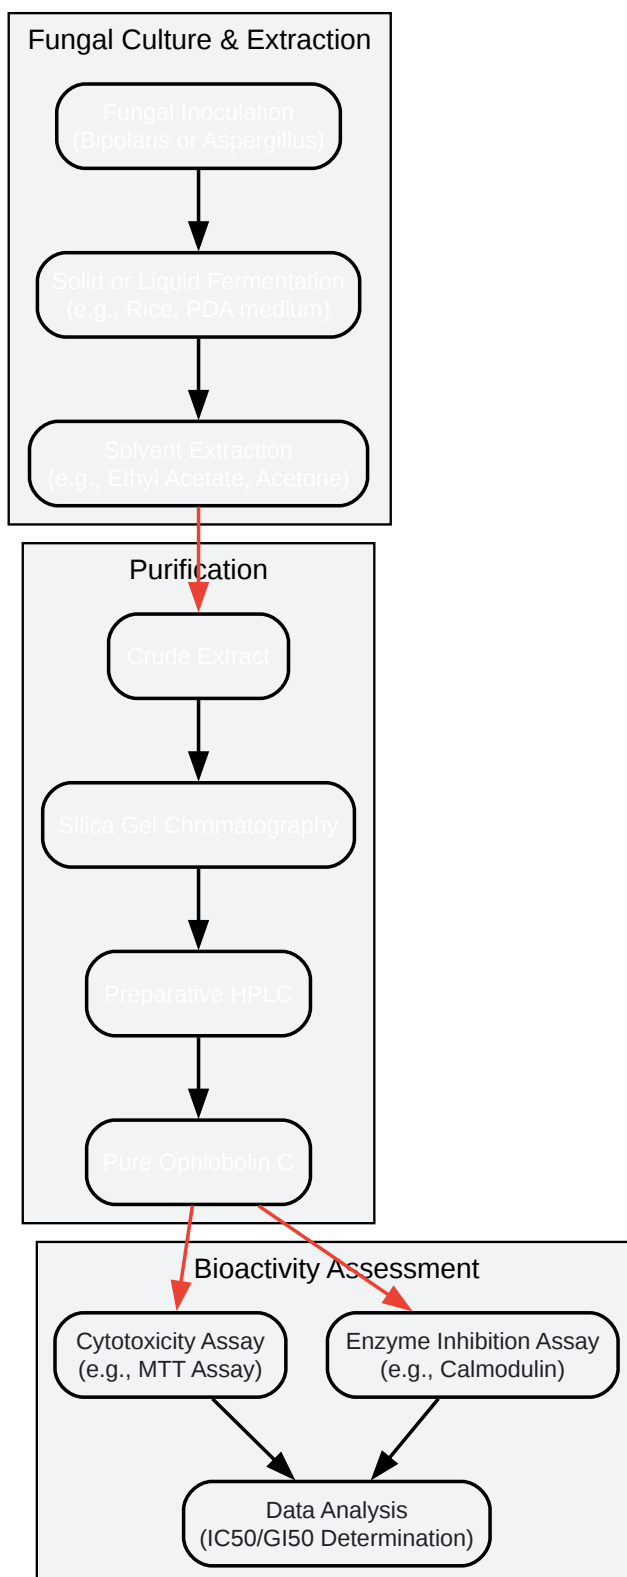 Fungal Culture & Extraction
Fungal Inoculation
(Bipolaris or Aspergillus)
Solid or Liquid Fermentation
(e.g., Rice, PDA medium)
Solvent Extraction
(e.g., Ethyl Acetate, Acetone)
Purification
Crude Extract
Silica Gel Chromatography
Preparative HPLC
Pure Ophiobolin C
Bioactivity Assessment
Cytotoxicity Assay
(e.g., MTT Assay)
Enzyme Inhibition Assay
(e.g., Calmodulin)
Data Analysis
(IC50/GI50 Determination)